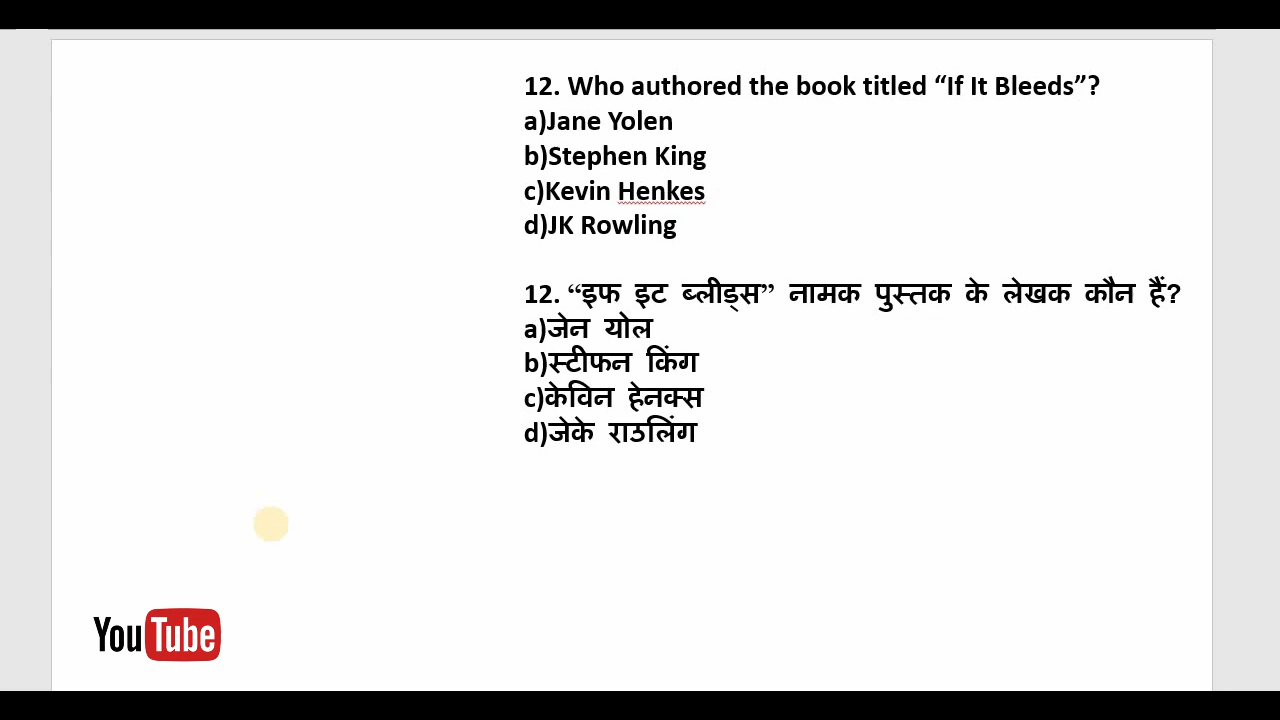 12. Who authored the book titled “If It Bleeds”?
a)Jane Yolen
b)Stephen King
c)Kevin Henkes
d)JK Rowling
12. “इफ इट ब्लीड्स” नामक पुस्तक के लेखक कौन हैं?
a)जेन योल
b)स्टीफन किंग
c)केविन हेनक्स
d)जेके राउलिंग
YouTube